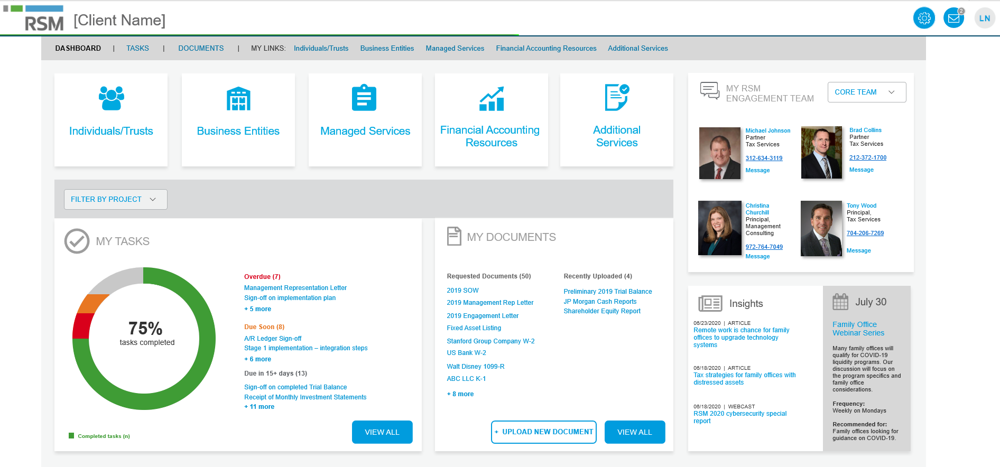 RSM
[Client Name]
2
LN
DASHBOARD | TASKS | DOCUMENTS | MY LINKS: Individuals/Trusts Business Entities Managed Services Financial Accounting Resources Additional Services
Individuals/Trusts
Business Entities
Managed Services
Financial Accounting
Resources
Additional
Services
MY RSM
ENGAGEMENT TEAM
CORE TEAM
Michael Johnson
Partner
Tax Services
312-634-3119
Message
Brad Collins
Partner
Tax Services
212-372-1700
Message
Christina
Churchill
Principal,
Management
Consulting
972-764-7049
Message
Tony Wood
Principal,
Tax Services
704-206-7269
Message
FILTER BY PROJECT
MY TASKS
75%
tasks completed
Completed tasks (n)
Overdue (7)
Management Representation Letter
Sign-off on implementation plan
+ 5 more
Due Soon (8)
A/R Ledger Sign-off
Stage 1 implementation – integration steps
+ 6 more
Due in 15+ days (13)
Sign-off on completed Trial Balance
Receipt of Monthly Investment Statements
+ 11 more
VIEW ALL
MY DOCUMENTS
Requested Documents (50)
2019 SOW
2019 Management Rep Letter
2019 Engagement Letter
Fixed Asset Listing
Stanford Group Company W-2
US Bank W-2
Walt Disney 1099-R
ABC LLC K-1
+ 8 more
Recently Uploaded (4)
Preliminary 2019 Trial Balance
JP Morgan Cash Reports
Shareholder Equity Report
+ UPLOAD NEW DOCUMENT
VIEW ALL
Insights
06/23/2020 | ARTICLE
Remote work is chance for family
offices to upgrade technology
systems
06/18/2020 | ARTICLE
Tax strategies for family offices with
distressed assets
06/18/2020 | WEBCAST
RSM 2020 cybersecurity special
report
July 30
Family Office
Webinar Series
Many family offices will
qualify for COVID-19
liquidity programs. Our
discussion will focus on
the program specifics and
family office
considerations.
Frequency:
Weekly on Mondays
Recommended for:
Family offices looking for
guidance on COVID-19.